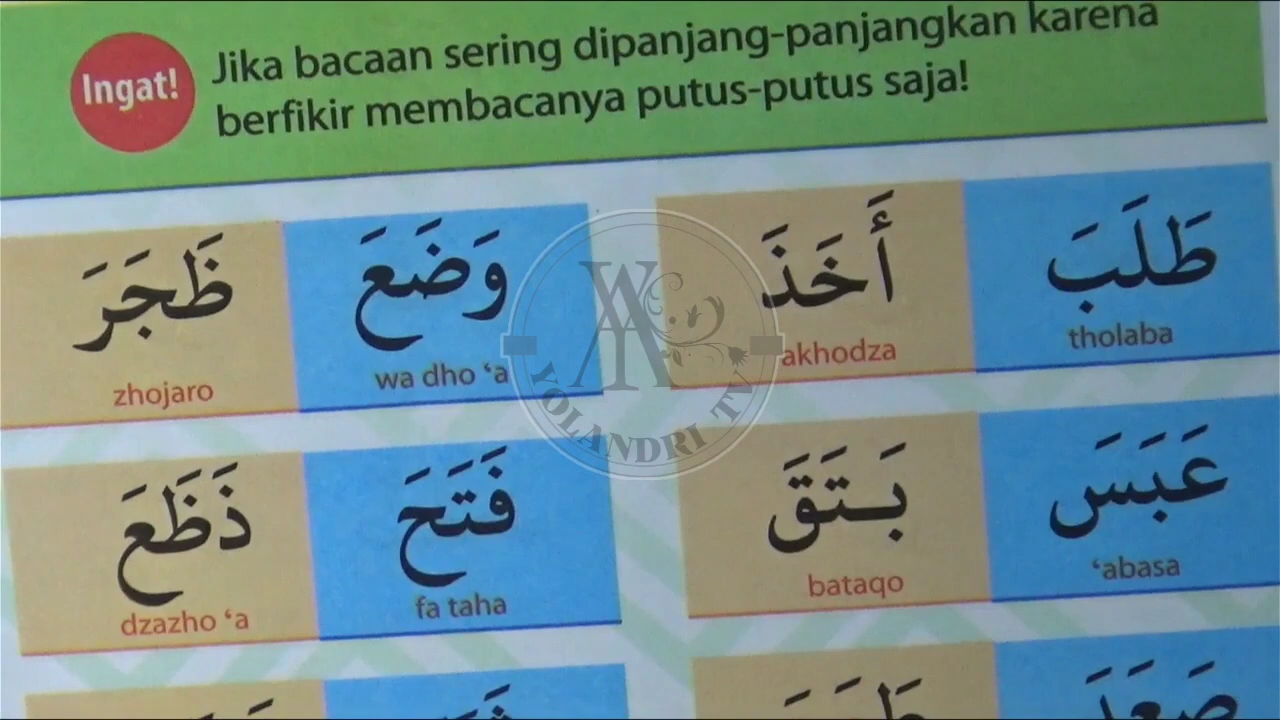 Ingat!
Jika bacaan sering dipanjang-panjangkan karena
berfikir membacanya putus-putus saja!
طَلَبَ
tholaba
أَخَذَ
akhodza
وَضَعَ
wa dho ‘a
ظَجَرَ
zhojaro
عَبَسَ
‘abasa
بَـتَقَ
bataqo
فَتَحَ
fa taha
ذَظَعَ
dzazho ‘a
YOLANDRI TV